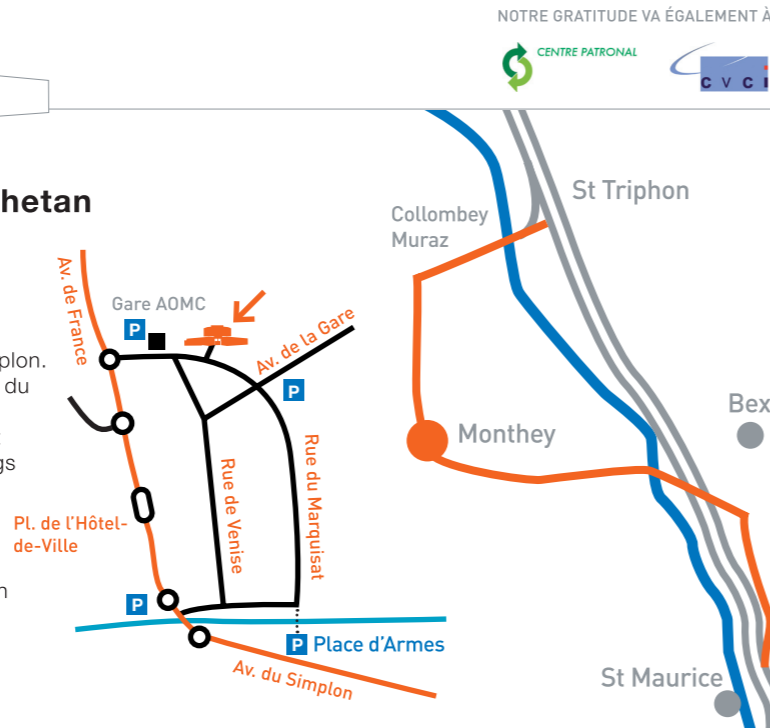 NOTRE GRATITUDE VA ÉGALEMENT À
CENTRE PATRONAL
CVCI
hetan
plon.
du
gs
n
Av. de France
Gare AOMC
P
Av. de la Gare
P
Rue de Venise
Rue du Marquisat
Pl. de l'Hôtel-
de-Ville
P
P Place d'Armes
Av. du Simplon
St Triphon
Collombey
Muraz
Monthey
Bex
St Maurice